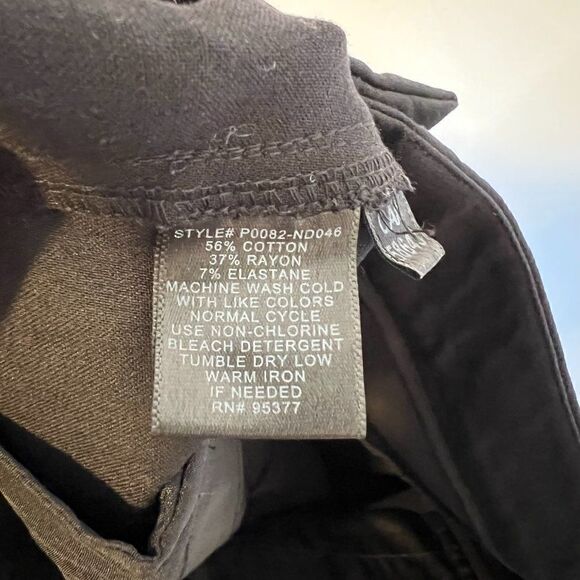 STYLE# P0082-ND046
56% COTTON
37% RAYON
7% ELASTANE
MACHINE WASH COLD
WITH LIKE COLORS
NORMAL CYCLE
USE NON-CHLORINE
BLEACH DETERGENT
TUMBLE DRY LOW
WARM IRON
IF NEEDED
RN# 95377